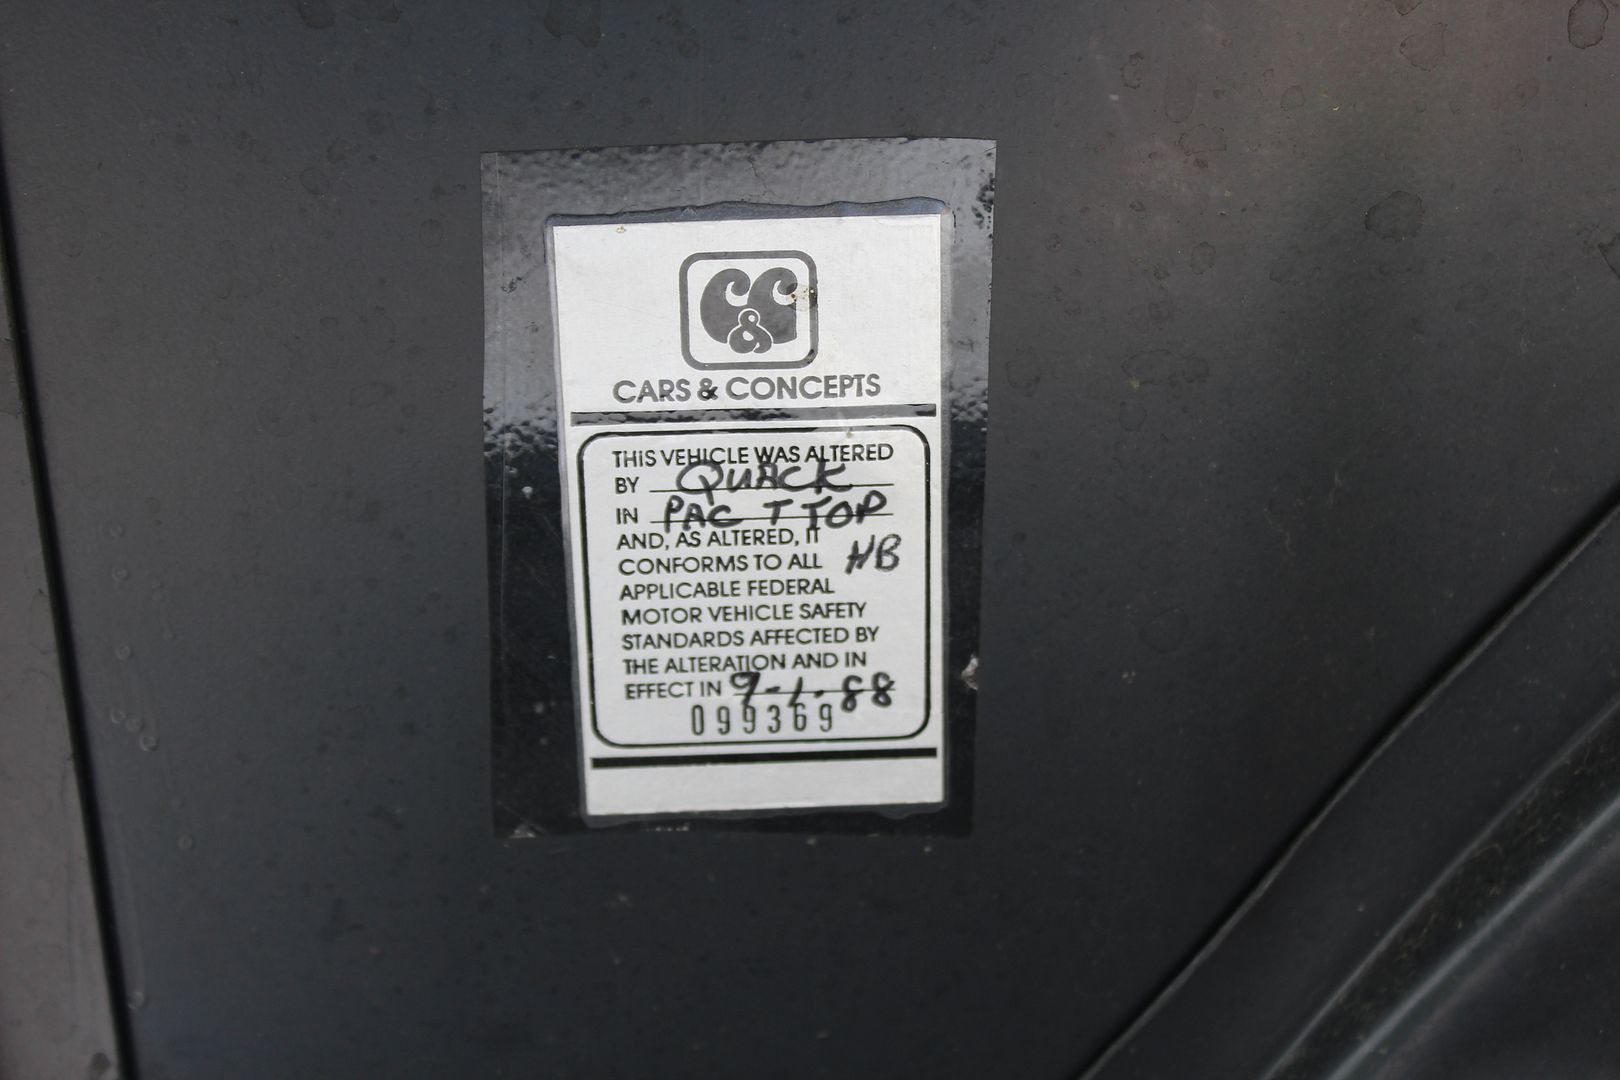 C&C
CARS & CONCEPTS
THIS VEHICLE WAS ALTERED
BY QUACK
IN PAC T TOP
AND, AS ALTERED, IT
CONFORMS TO ALL HB
APPLICABLE FEDERAL
MOTOR VEHICLE SAFETY
STANDARDS AFFECTED BY
THE ALTERATION AND IN
EFFECT IN 9-1-88
099369